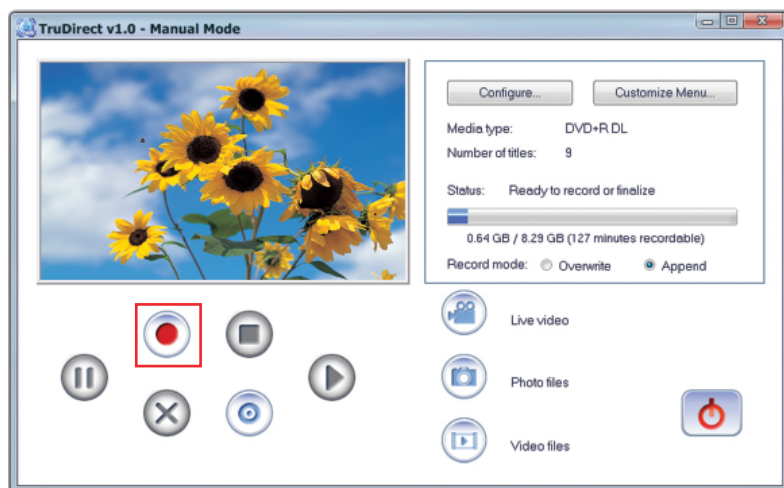 TruDirect v1.0 - Manual Mode
Configure...
Customize Menu...
Media type: DVD+R DL
Number of titles: 9
Status: Ready to record or finalize
0.64 GB / 8.29 GB (127 minutes recordable)
Record mode: Overwrite Append
Live video
Photo files
Video files